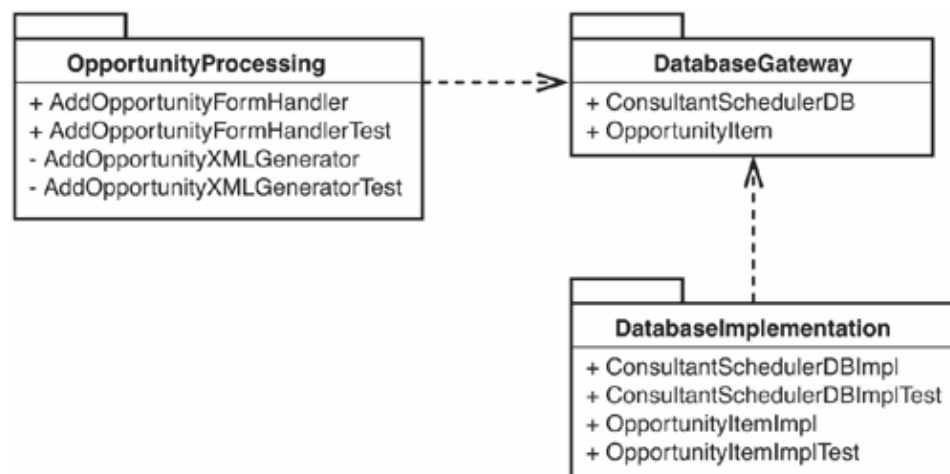 OpportunityProcessing
+ AddOpportunityFormHandler
+ AddOpportunityFormHandlerTest
- AddOpportunityXMLGenerator
- AddOpportunityXMLGeneratorTest
DatabaseGateway
+ ConsultantSchedulerDB
+ OpportunityItem
DatabaseImplementation
+ ConsultantSchedulerDBImpl
+ ConsultantSchedulerDBImplTest
+ OpportunityItemImpl
+ OpportunityItemImplTest